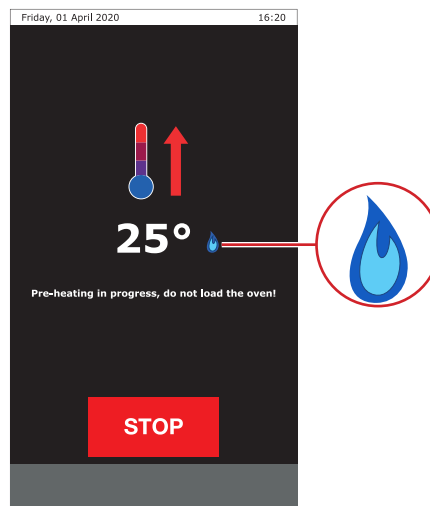 Friday, 01 April 2020 16:20
25°
Pre-heating in progress, do not load the oven!
STOP